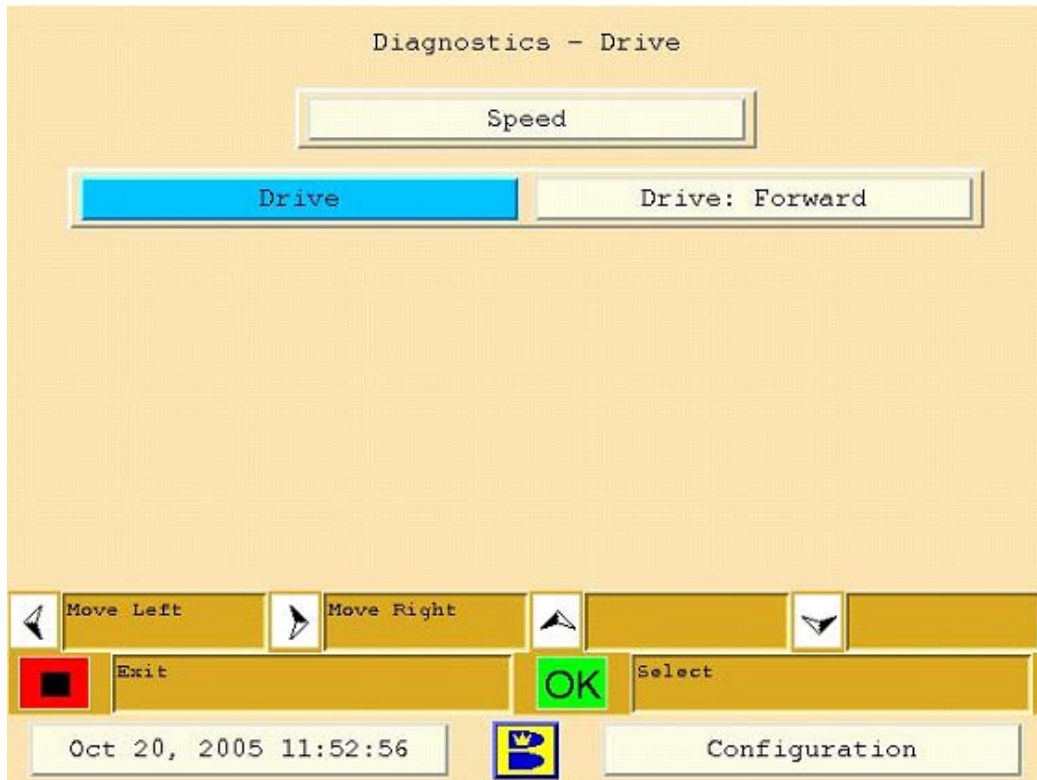 Diagnostics - Drive
Speed
Drive
Drive: Forward
Move Left
Move Right
Exit
OK
Select
Oct 20, 2005 11:52:56
Configuration